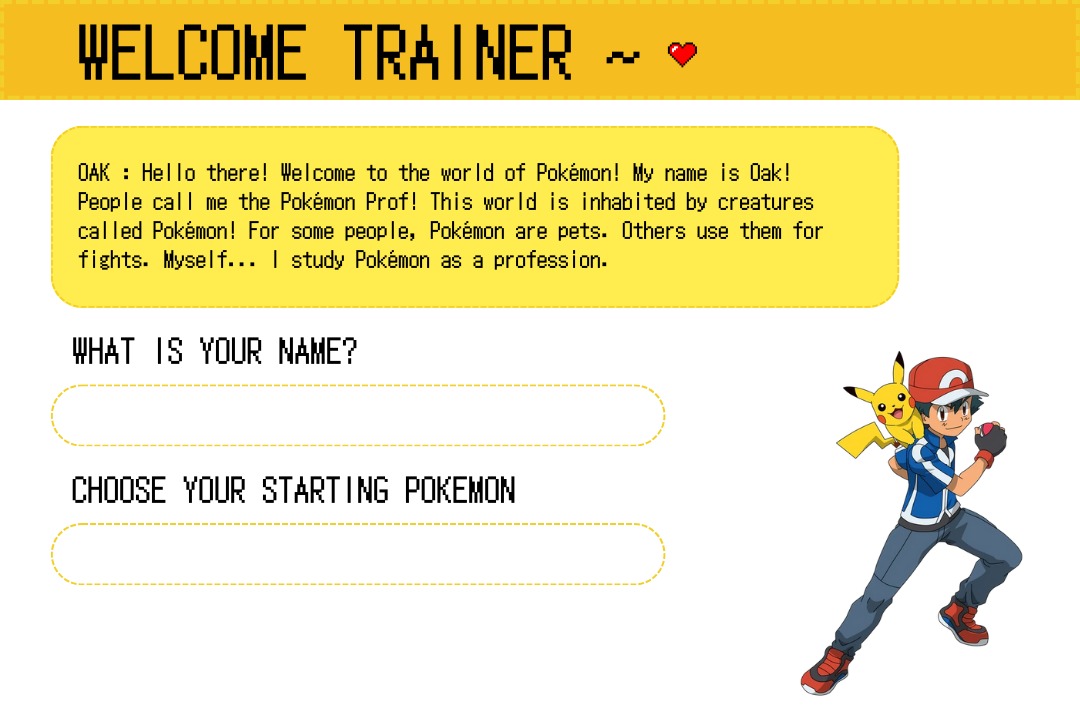 WELCOME TRAINER ~
OAK : Hello there! Welcome to the world of Pokémon! My name is Oak!
People call me the Pokémon Prof! This world is inhabited by creatures
called Pokémon! For some people, Pokémon are pets. Others use them for
fights. Myself... I study Pokémon as a profession.
WHAT IS YOUR NAME?
CHOOSE YOUR STARTING POKEMON